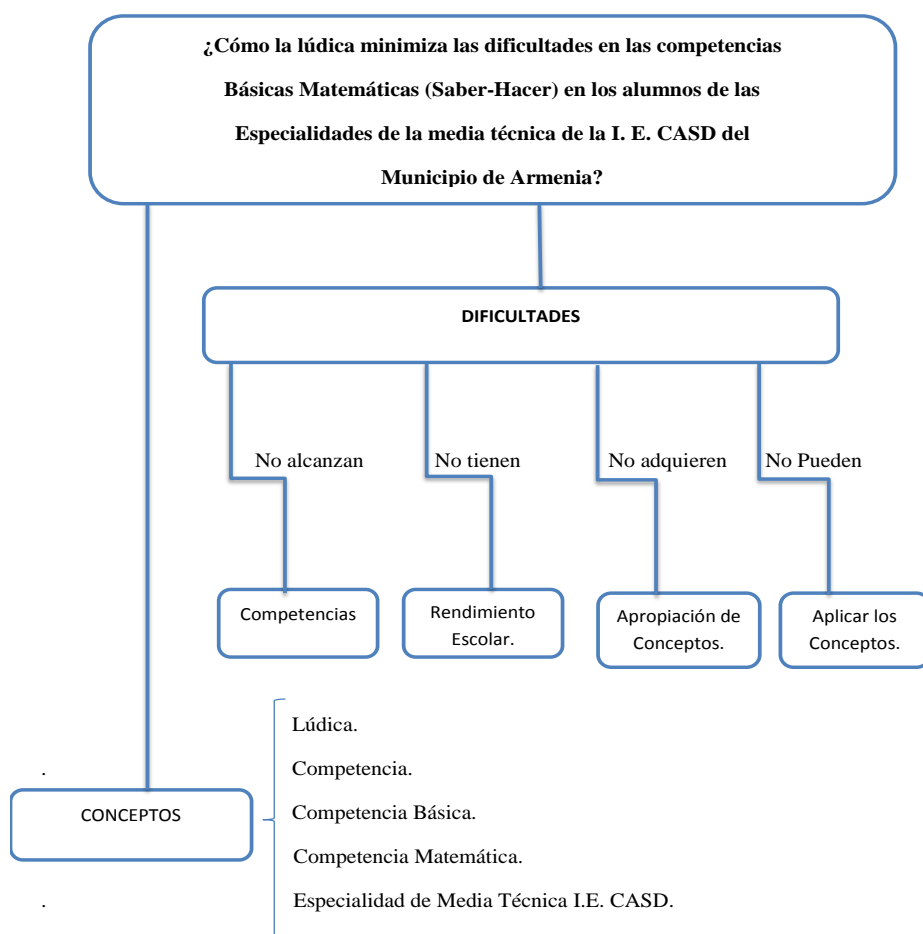 ¿Cómo la lúdica minimiza las dificultades en las competencias
Básicas Matemáticas (Saber-Hacer) en los alumnos de las
Especialidades de la media técnica de la I. E. CASD del
Municipio de Armenia?
DIFICULTADES
No alcanzan
No tienen
No adquieren
No Pueden
Competencias
Rendimiento
Escolar.
Apropiación de
Conceptos.
Aplicar los
Conceptos.
CONCEPTOS
Lúdica.
.
Competencia.
Competencia Básica.
Competencia Matemática.
.
Especialidad de Media Técnica I.E. CASD.